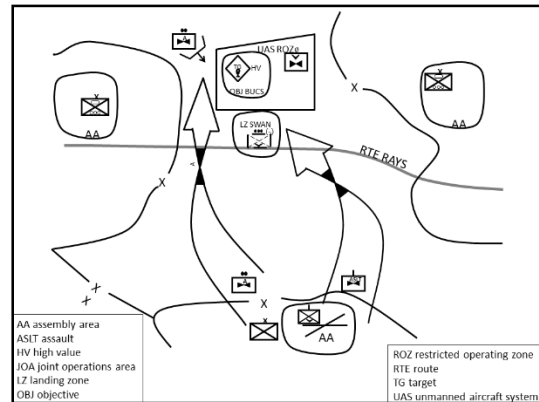 UAS ROZ
TG
HV
OBJ BUCS
X
AA
X
AA
LZ SWAN
RTE RAYS
A
X
X
X
A
ASLT
X
AA
AA assembly area
ASLT assault
HV high value
JOA joint operations area
LZ landing zone
OBJ objective
ROZ restricted operating zone
RTE route
TG target
UAS unmanned aircraft system